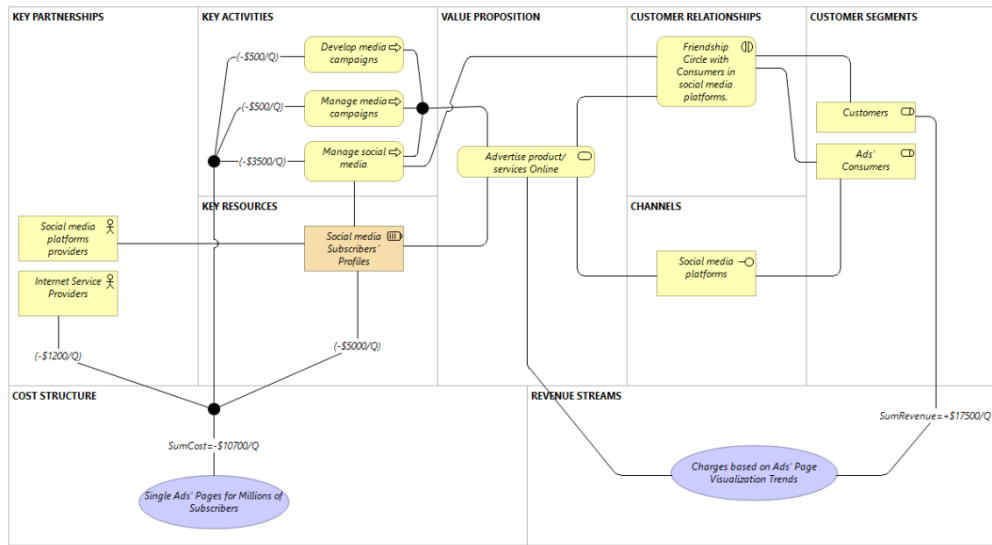 KEY PARTNERSHIPS
KEY ACTIVITIES
VALUE PROPOSITION
CUSTOMER RELATIONSHIPS
CUSTOMER SEGMENTS
(-$500/Q)
Develop media
campaigns
(-$500/Q)
Manage media
campaigns
(-$3500/Q)
Manage social
media
Advertise product/
services Online
Friendship
Circle with
Consumers in
social media
platforms.
Customers
Ads'
Consumers
KEY RESOURCES
CHANNELS
Social media
platforms
providers
Internet Service
Providers
Social media
Subscribers'
Profiles
Social media
platforms
(-$1200/Q)
(-$5000/Q)
COST STRUCTURE
REVENUE STREAMS
SumCost=-$10700/Q
SumRevenue=+$17500/Q
Single Ads' Pages for Millions of
Subscribers
Charges based on Ads' Page
Visualization Trends